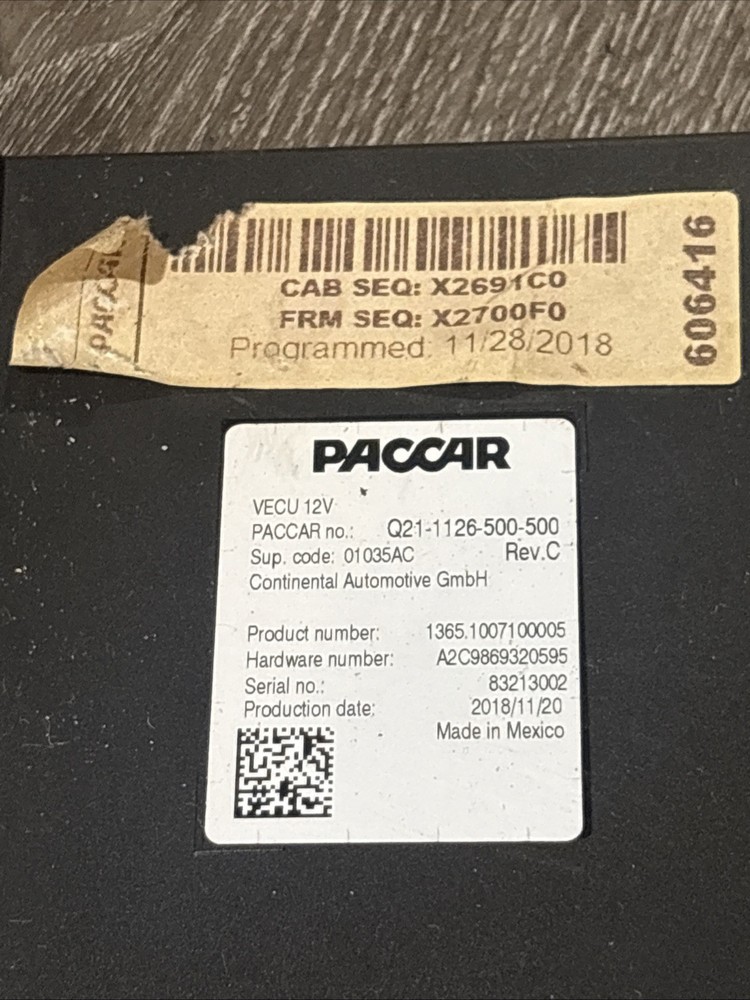 PACCAR
CAB SEQ: X2691C0
FRM SEQ: X2700F0
Programmed: 11/28/2018
606416
PACCAR
VECU 12V
PACCAR no.: Q21-1126-500-500
Sup. code: 01035AC Rev.C
Continental Automotive GmbH
Product number: 1365.1007100005
Hardware number: A2C9869320595
Serial no.: 83213002
Production date: 2018/11/20
Made in Mexico